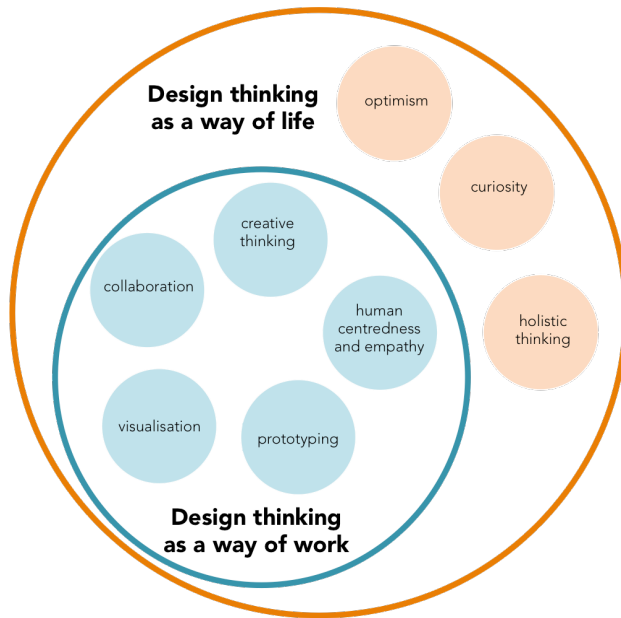 Design thinking
as a way of life
optimism
curiosity
holistic
thinking
creative
thinking
collaboration
human
centredness
and empathy
visualisation
prototyping
Design thinking
as a way of work